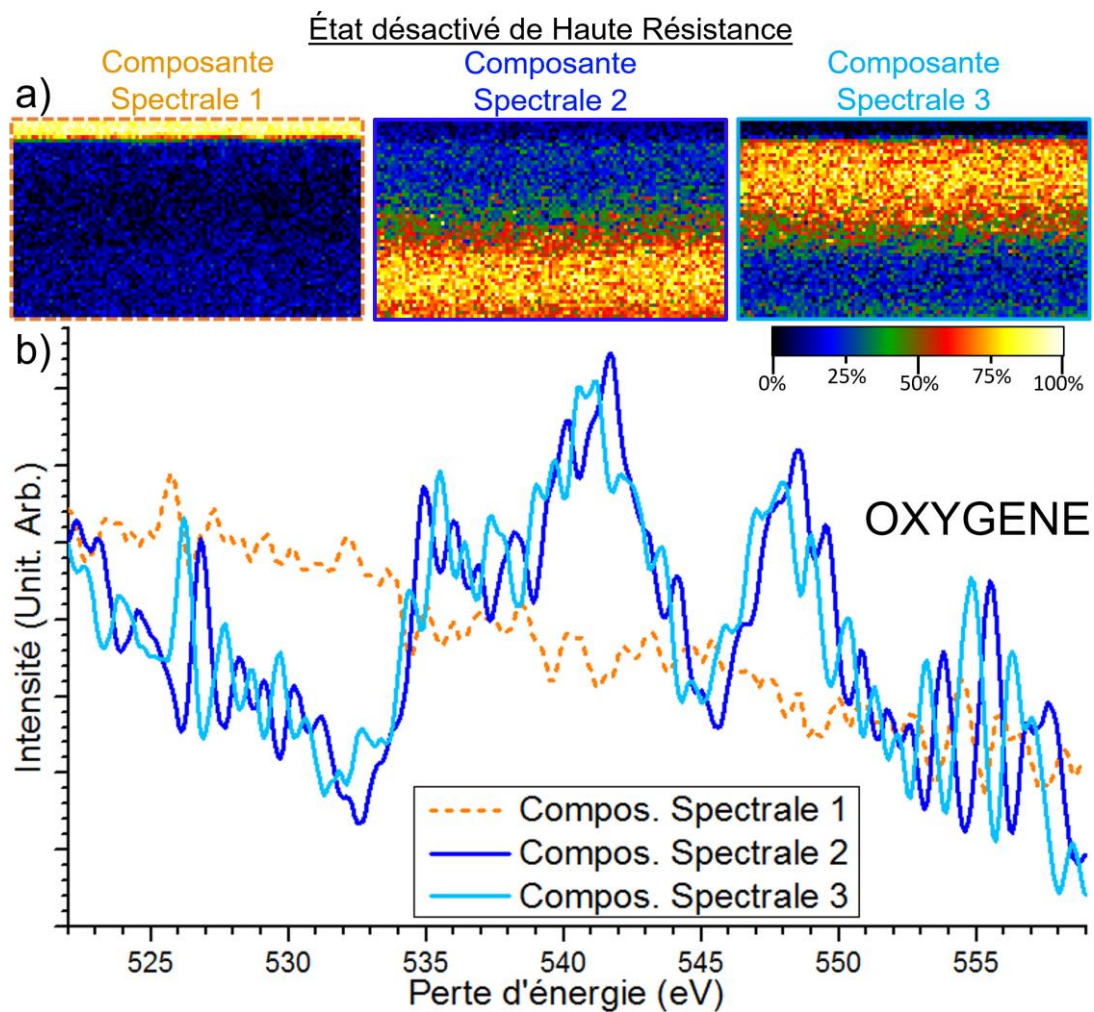 État désactivé de Haute Résistance
Composante
Spectrale 1
Composante
Spectrale 2
Composante
Spectrale 3
a)
0% 25% 50% 75% 100%
b)
OXYGENE
Intensité (Unit. Arb.)
Compos. Spectrale 1
Compos. Spectrale 2
Compos. Spectrale 3
525 530 535 540 545 550 555
Perte d'énergie (eV)